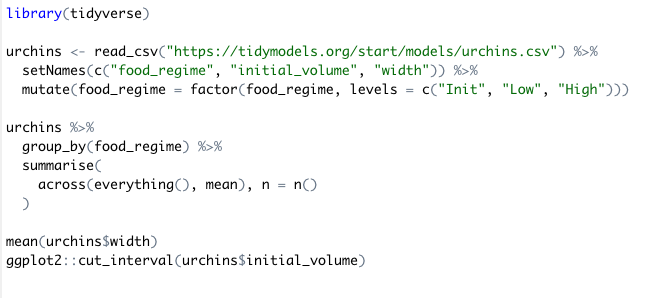 library(tidyverse)
urchins <- read_csv("https://tidymodels.org/start/models/urchins.csv") %>%
  setNames(c("food_regime", "initial_volume", "width")) %>%
  mutate(food_regime = factor(food_regime, levels = c("Init", "Low", "High")))
urchins %>%
  group_by(food_regime) %>%
  summarise(
    across(everything(), mean), n = n()
  )
mean(urchins$width)
ggplot2::cut_interval(urchins$initial_volume)